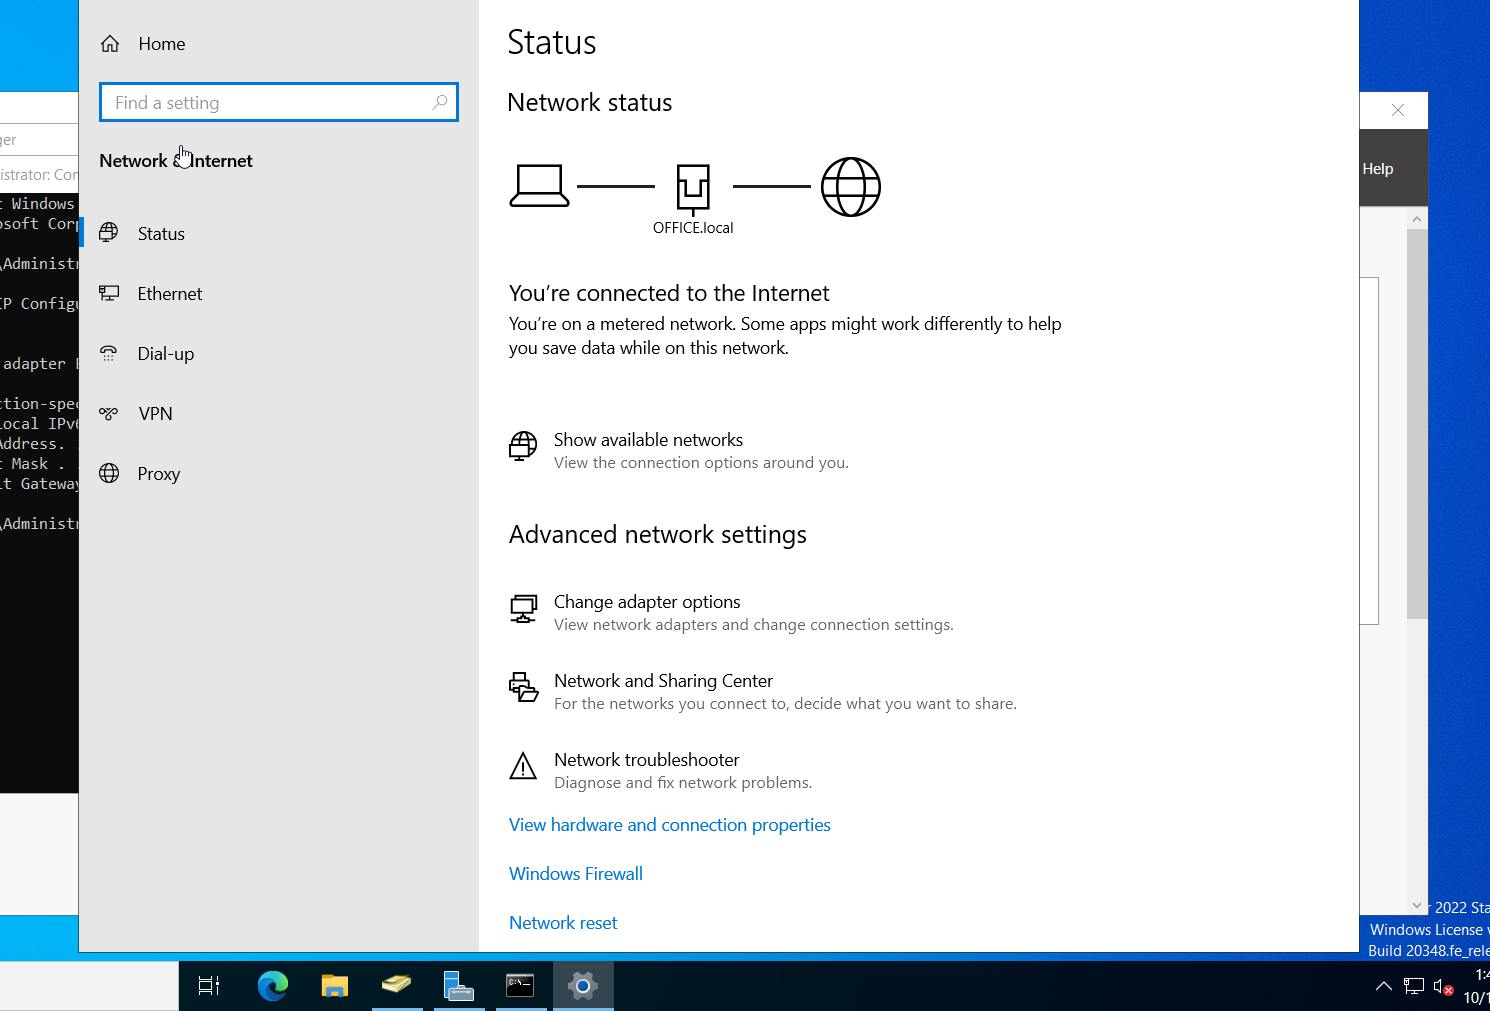 Home
Find a setting
Network & Internet
Status
Ethernet
Dial-up
VPN
Proxy
Status
Network status
OFFICE.local
You're connected to the Internet
You're on a metered network. Some apps might work differently to help
you save data while on this network.
Show available networks
View the connection options around you.
Advanced network settings
Change adapter options
View network adapters and change connection settings.
Network and Sharing Center
For the networks you connect to, decide what you want to share.
Network troubleshooter
Diagnose and fix network problems.
View hardware and connection properties
Windows Firewall
Network reset
ger
istrator: Con
t Windows
osoft Corp
\Administr
IP Configu
adapter
ction-spec
Local IPv6
Address. .
t Mask . .
lt Gateway
\Administr
Help
r 2022 Sta
Windows License v
Build 20348.fe_rele
1:4
10/1